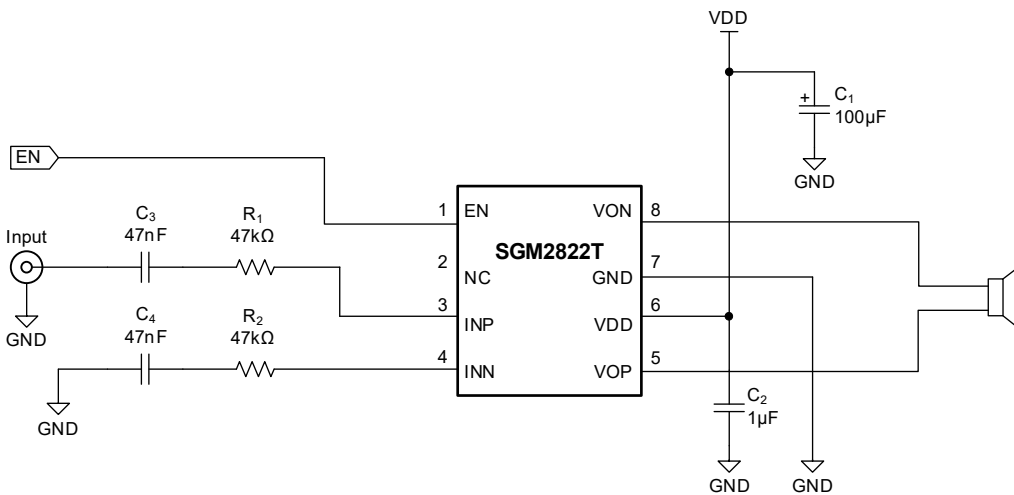 VDD
+
C₁
100µF
GND
EN
C₃
47nF
R₁
47kΩ
Input
GND
C₄
47nF
R₂
47kΩ
GND
1
2
3
4
EN
NC
INP
INN
SGM2822T
VON
GND
VDD
VOP
8
7
6
5
C₂
1µF
GND
GND